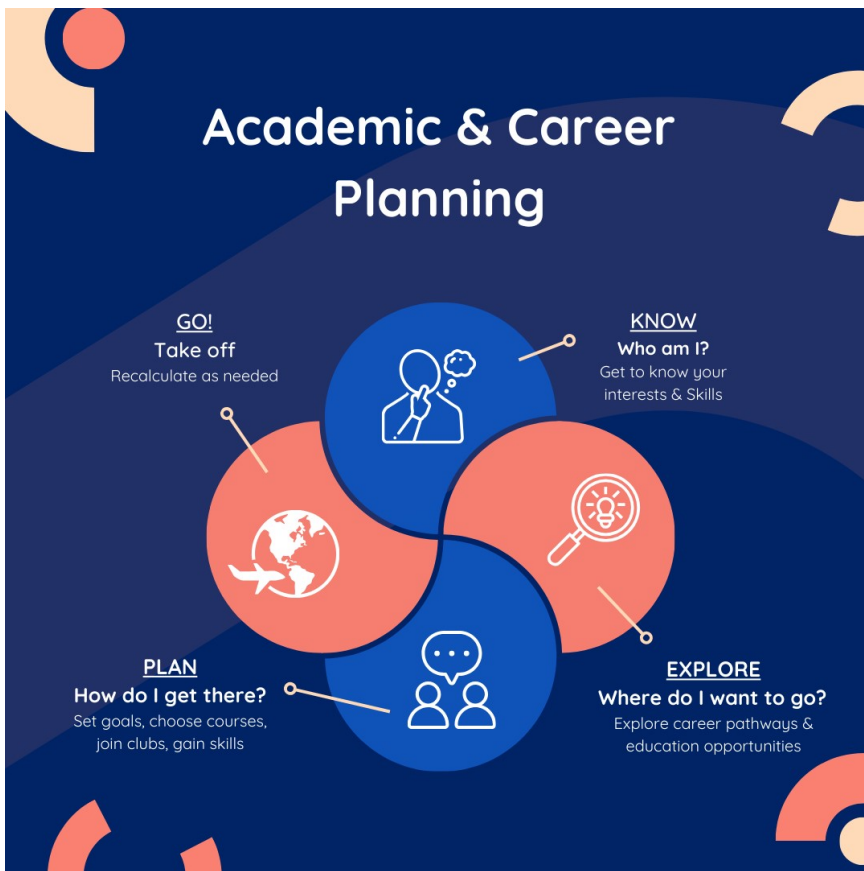 Academic & Career
Planning
GO!
Take off
Recalculate as needed
KNOW
Who am I?
Get to know your
interests & Skills
PLAN
How do I get there?
Set goals, choose courses,
join clubs, gain skills
EXPLORE
Where do I want to go?
Explore career pathways &
education opportunities